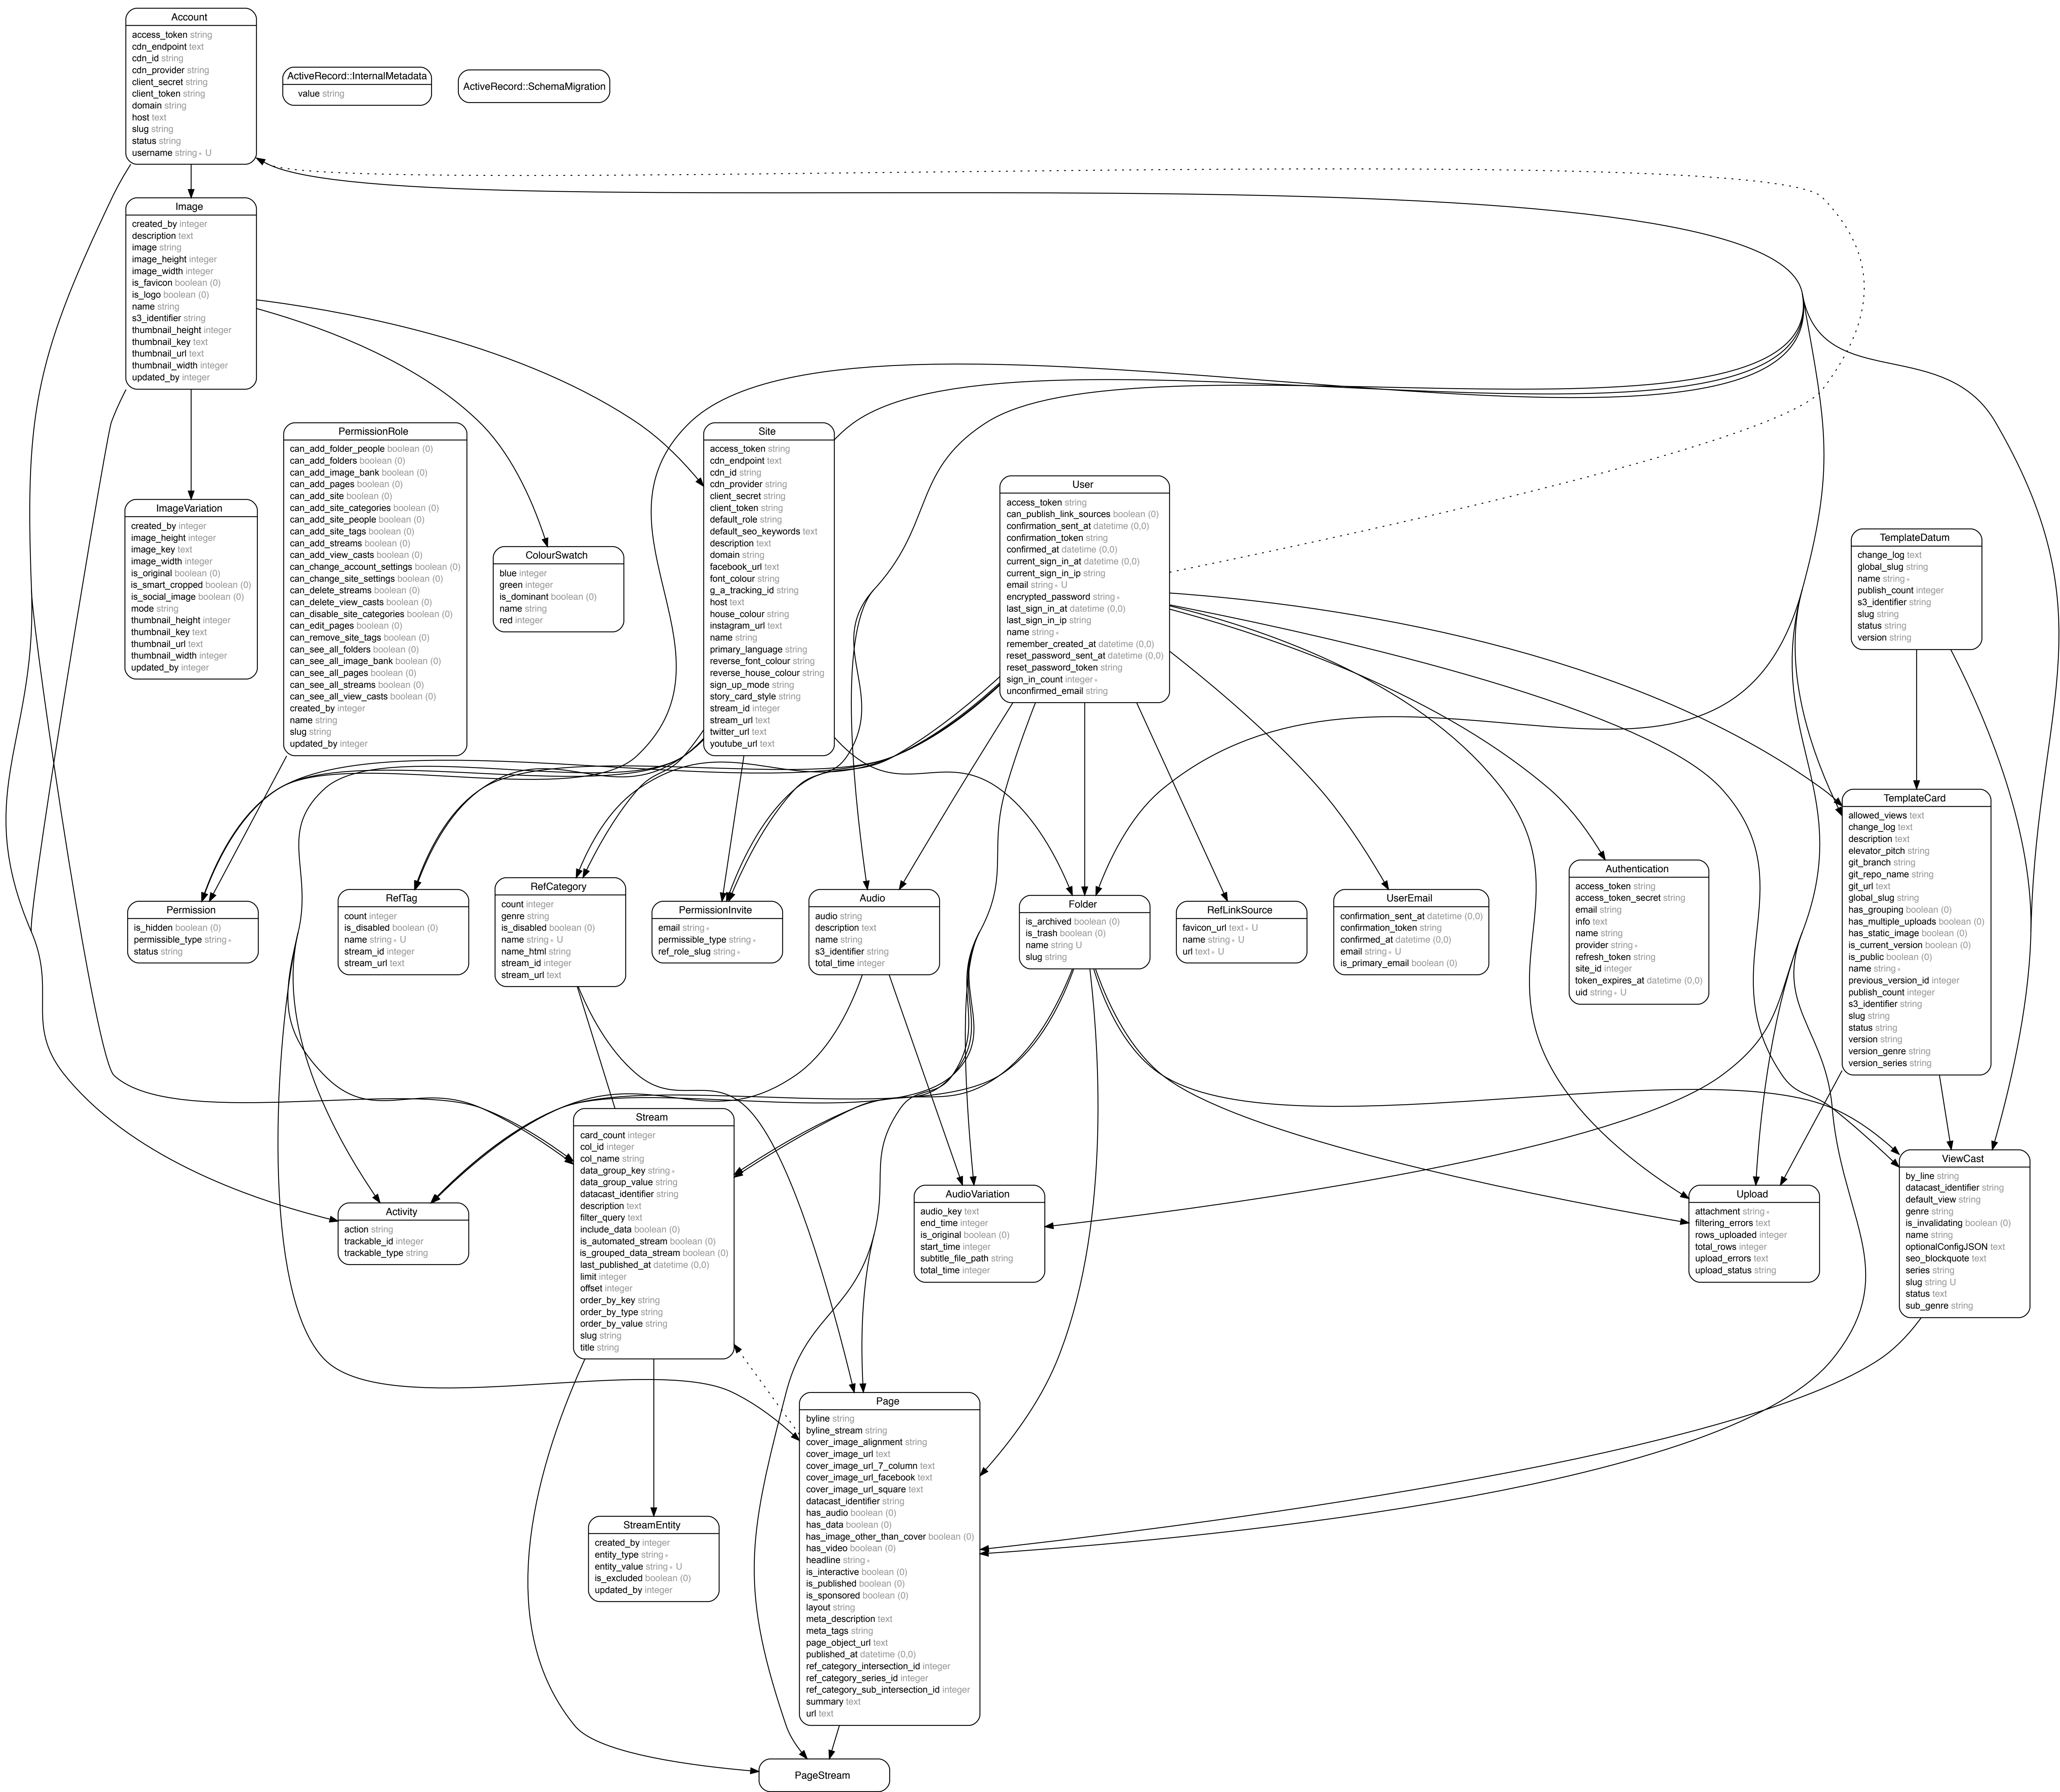 Account
access_token string
cdn_endpoint text
cdn_id string
cdn_provider string
client_secret string
client_token string
domain string
host text
slug string
status string
username string∗ U
ActiveRecord::InternalMetadata
value string
ActiveRecord::SchemaMigration
Image
created_by integer
description text
image string
image_height integer
image_width integer
is_favicon boolean (0)
is_logo boolean (0)
name string
s3_identifier string
thumbnail_height integer
thumbnail_key text
thumbnail_url text
thumbnail_width integer
updated_by integer
PermissionRole
can_add_folder_people boolean (0)
can_add_folders boolean (0)
can_add_image_bank boolean (0)
can_add_pages boolean (0)
can_add_site boolean (0)
can_add_site_categories boolean (0)
can_add_site_people boolean (0)
can_add_site_tags boolean (0)
can_add_streams boolean (0)
can_add_view_casts boolean (0)
can_change_account_settings boolean (0)
can_change_site_settings boolean (0)
can_delete_streams boolean (0)
can_delete_view_casts boolean (0)
can_disable_site_categories boolean (0)
can_edit_pages boolean (0)
can_remove_site_tags boolean (0)
can_see_all_folders boolean (0)
can_see_all_image_bank boolean (0)
can_see_all_pages boolean (0)
can_see_all_streams boolean (0)
can_see_all_view_casts boolean (0)
created_by integer
name string
slug string
updated_by integer
Site
access_token string
cdn_endpoint text
cdn_id string
cdn_provider string
client_secret string
client_token string
default_role string
default_seo_keywords text
description text
domain string
facebook_url text
font_colour string
g_a_tracking_id string
host text
house_colour string
instagram_url text
name string
primary_language string
reverse_font_colour string
reverse_house_colour string
sign_up_mode string
story_card_style string
stream_id integer
stream_url text
twitter_url text
youtube_url text
User
access_token string
can_publish_link_sources boolean (0)
confirmation_sent_at datetime (0,0)
confirmation_token string
confirmed_at datetime (0,0)
current_sign_in_at datetime (0,0)
current_sign_in_ip string
email string∗ U
encrypted_password string∗
last_sign_in_at datetime (0,0)
last_sign_in_ip string
name string∗
remember_created_at datetime (0,0)
reset_password_sent_at datetime (0,0)
reset_password_token string
sign_in_count integer∗
unconfirmed_email string
ImageVariation
created_by integer
image_height integer
image_key text
image_width integer
is_original boolean (0)
is_smart_cropped boolean (0)
is_social_image boolean (0)
mode string
thumbnail_height integer
thumbnail_key text
thumbnail_url text
thumbnail_width integer
updated_by integer
ColourSwatch
blue integer
green integer
is_dominant boolean (0)
name string
red integer
TemplateDatum
change_log text
global_slug string
name string∗
publish_count integer
s3_identifier string
slug string
status string
version string
TemplateCard
allowed_views text
change_log text
description text
elevator_pitch string
git_branch string
git_repo_name string
git_url text
global_slug string
has_grouping boolean (0)
has_multiple_uploads boolean (0)
has_static_image boolean (0)
is_current_version boolean (0)
is_public boolean (0)
name string∗
previous_version_id integer
publish_count integer
s3_identifier string
slug string
status string
version string
version_genre string
version_series string
Permission
is_hidden boolean (0)
permissible_type string∗
status string
RefTag
count integer
is_disabled boolean (0)
name string∗ U
stream_id integer
stream_url text
RefCategory
count integer
genre string
is_disabled boolean (0)
name string∗ U
name_html string
stream_id integer
stream_url text
PermissionInvite
email string∗
permissible_type string∗
ref_role_slug string∗
Audio
audio string
description text
name string
s3_identifier string
total_time integer
Folder
is_archived boolean (0)
is_trash boolean (0)
name string U
slug string
RefLinkSource
favicon_url text∗ U
name string∗ U
url text∗ U
UserEmail
confirmation_sent_at datetime (0,0)
confirmation_token string
confirmed_at datetime (0,0)
email string∗ U
is_primary_email boolean (0)
Authentication
access_token string
access_token_secret string
email string
info text
name string
provider string∗
refresh_token string
site_id integer
token_expires_at datetime (0,0)
uid string∗ U
Stream
card_count integer
col_id integer
col_name string
data_group_key string∗
data_group_value string
datacast_identifier string
description text
filter_query text
include_data boolean (0)
is_automated_stream boolean (0)
is_grouped_data_stream boolean (0)
last_published_at datetime (0,0)
limit integer
offset integer
order_by_key string
order_by_type string
order_by_value string
slug string
title string
Activity
action string
trackable_id integer
trackable_type string
AudioVariation
audio_key text
end_time integer
is_original boolean (0)
start_time integer
subtitle_file_path string
total_time integer
Upload
attachment string∗
filtering_errors text
rows_uploaded integer
total_rows integer
upload_errors text
upload_status string
ViewCast
by_line string
datacast_identifier string
default_view string
genre string
is_invalidating boolean (0)
name string
optionalConfigJSON text
seo_blockquote text
series string
slug string U
status text
sub_genre string
Page
byline string
byline_stream string
cover_image_alignment string
cover_image_url text
cover_image_url_7_column text
cover_image_url_facebook text
cover_image_url_square text
datacast_identifier string
has_audio boolean (0)
has_data boolean (0)
has_image_other_than_cover boolean (0)
has_video boolean (0)
headline string∗
is_interactive boolean (0)
is_published boolean (0)
is_sponsored boolean (0)
layout string
meta_description text
meta_tags string
page_object_url text
published_at datetime (0,0)
ref_category_intersection_id integer
ref_category_series_id integer
ref_category_sub_intersection_id integer
summary text
url text
StreamEntity
created_by integer
entity_type string∗
entity_value string∗ U
is_excluded boolean (0)
updated_by integer
PageStream